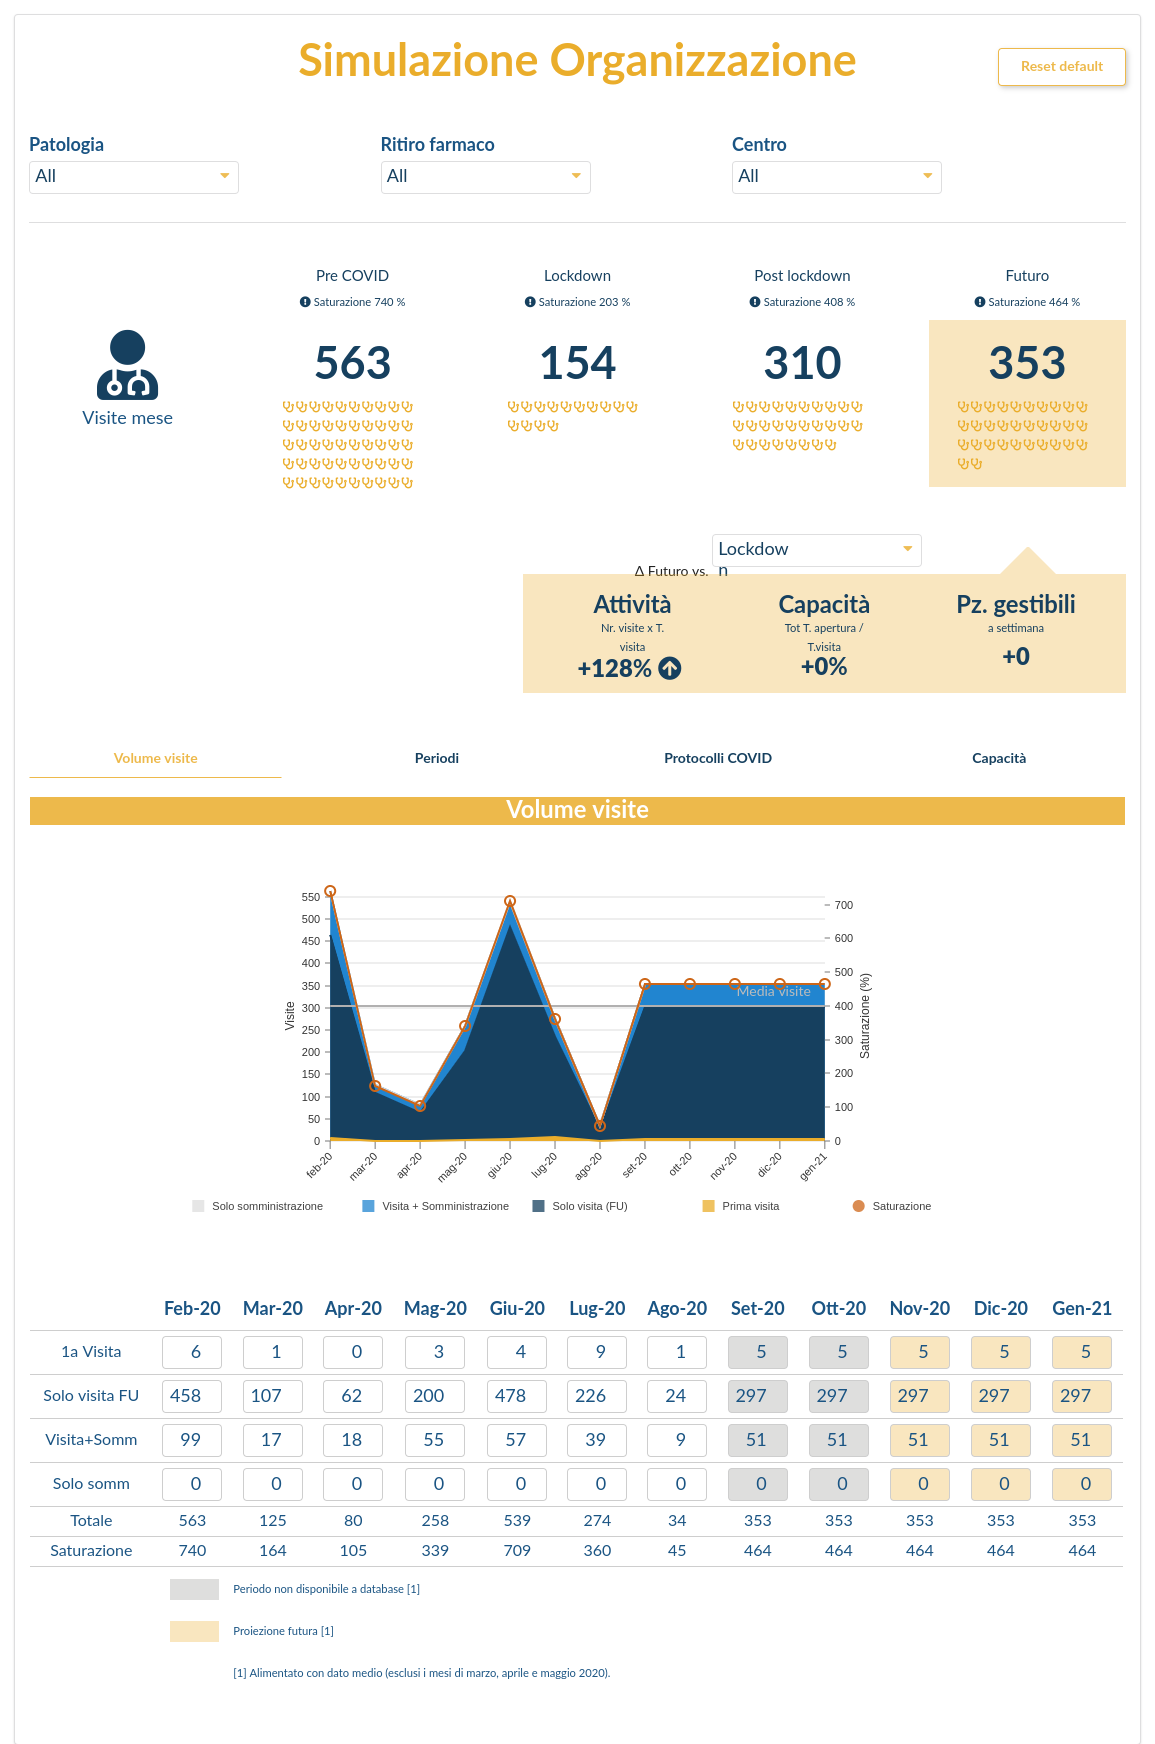 Simulazione Organizzazione
Reset default
Patologia Ritiro farmaco Centro
All All All
Pre COVID Lockdown Post lockdown Futuro
Saturazione 740 % Saturazione 203 % Saturazione 408 % Saturazione 464 %
563 154 310 353
Visite mese
Δ Futuro vs. Lockdow
n
Attività Capacità Pz. gestibili
Nr. visite x T. Tot T. apertura / a settimana
visita T.visita
+128% +0% +0
Volume visite Periodi Protocolli COVID Capacità
Volume visite
550 700
500 600
450
400 500
350 Media visite
300 400
250 300
200 200
150
100 100
50
0 0
Visite
Saturazione (%)
feb-20 mar-20 apr-20 mag-20 giu-20 lug-20 ago-20 set-20 ott-20 nov-20 dic-20 gen-21
Solo somministrazione Visita + Somministrazione Solo visita (FU) Prima visita Saturazione
Feb-20 Mar-20 Apr-20 Mag-20 Giu-20 Lug-20 Ago-20 Set-20 Ott-20 Nov-20 Dic-20 Gen-21
1a Visita 6 1 0 3 4 9 1 5 5 5 5 5
Solo visita FU 458 107 62 200 478 226 24 297 297 297 297 297
Visita+Somm 99 17 18 55 57 39 9 51 51 51 51 51
Solo somm 0 0 0 0 0 0 0 0 0 0 0 0
Totale 563 125 80 258 539 274 34 353 353 353 353 353
Saturazione 740 164 105 339 709 360 45 464 464 464 464 464
Periodo non disponibile a database [1]
Proiezione futura [1]
[1] Alimentato con dato medio (esclusi i mesi di marzo, aprile e maggio 2020).